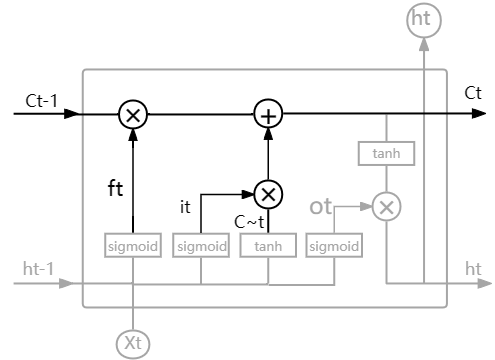 ht
Ct-1
Ct
tanh
ft
it
ot
C~t
sigmoid
sigmoid
tanh
sigmoid
ht-1
ht
Xt